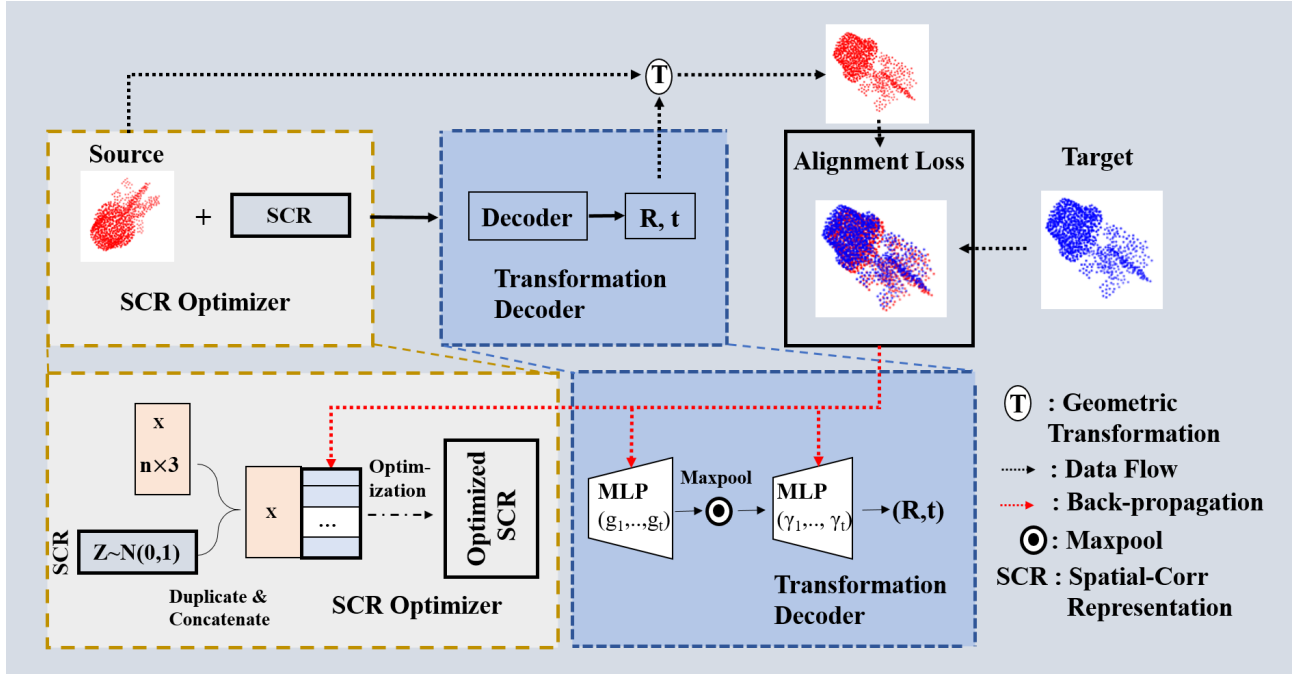 T
Source
Alignment Loss
Target
+
SCR
Decoder
R, t
SCR Optimizer
Transformation
Decoder
x
n×3
SCR
Z~N(0,1)
Duplicate &
Concatenate
x
...
Optim-
ization
Optimized
SCR
SCR Optimizer
MLP
(g₁,..,gₜ)
Maxpool
MLP
(γ₁,.., γₜ)
(R,t)
Transformation
Decoder
T : Geometric
Transformation
: Data Flow
: Back-propagation
: Maxpool
SCR : Spatial-Corr
Representation